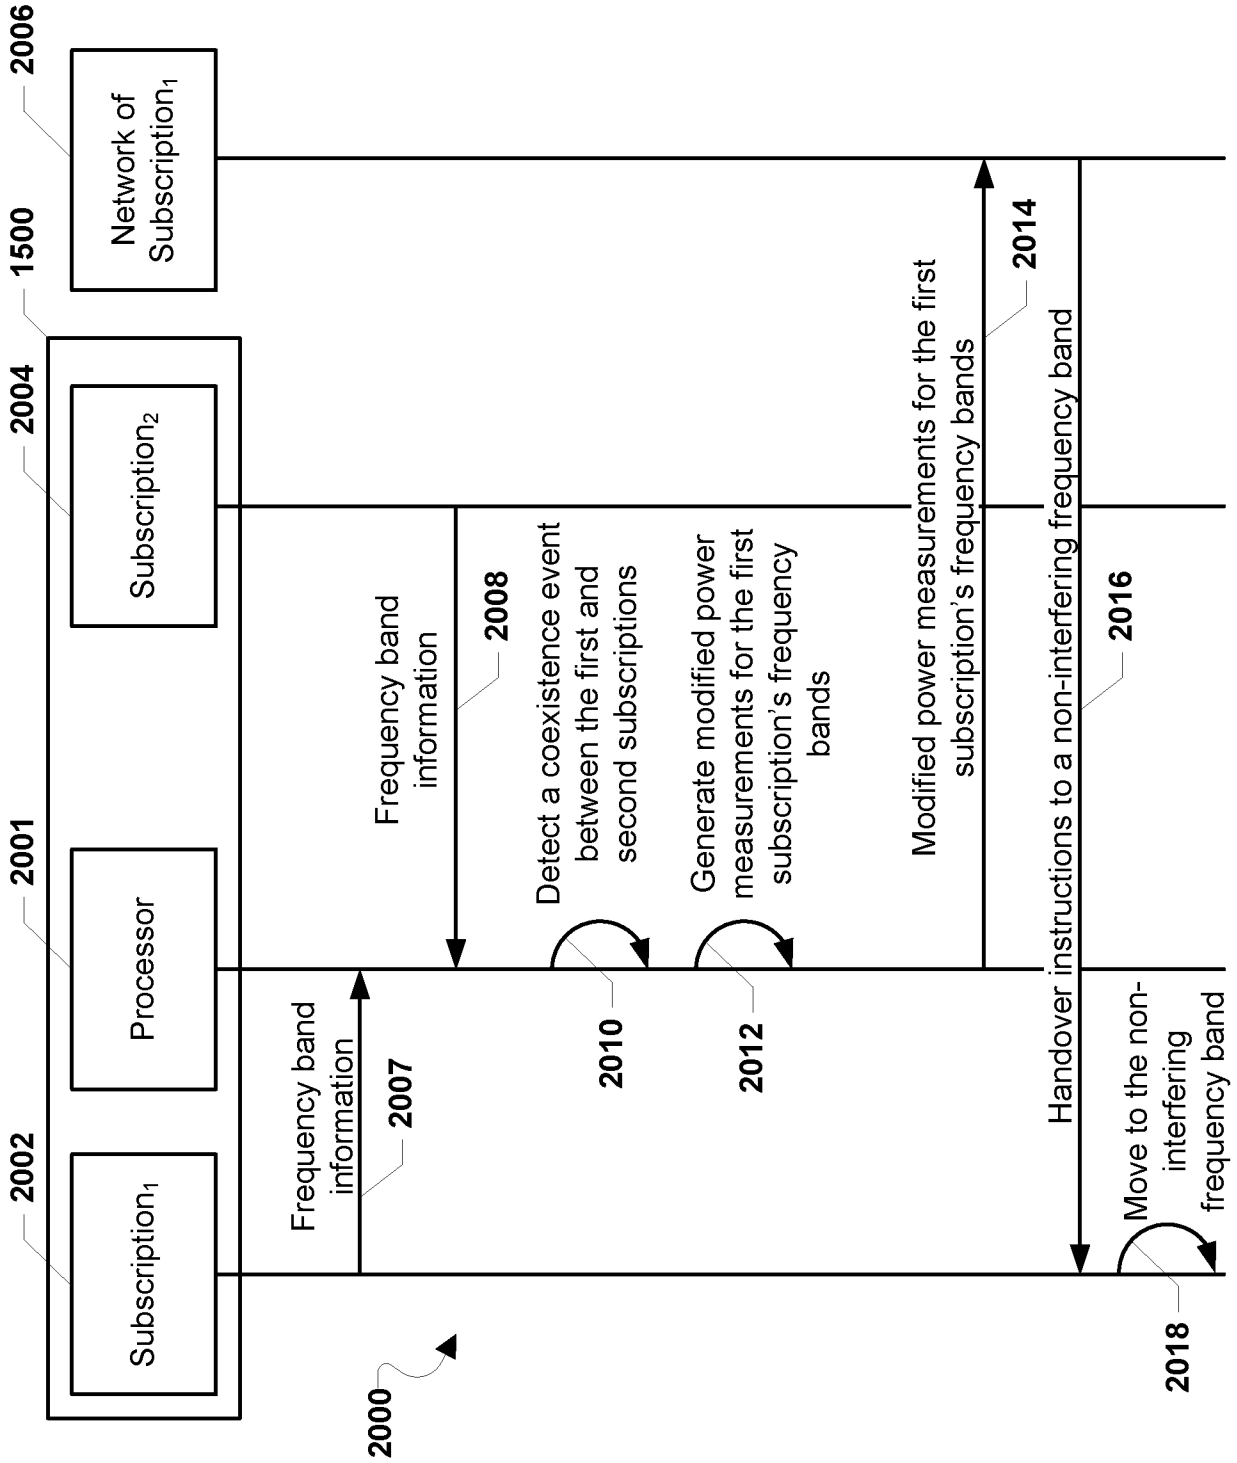 2002
2001
2004
1500
2006
Subscription₁
Processor
Subscription₂
Network of
Subscription₁
Frequency band
information
2007
Frequency band
information
2008
Detect a coexistence event
between the first and
second subscriptions
2010
Generate modified power
measurements for the first
subscription's frequency
bands
2012
Modified power measurements for the first
subscription's frequency bands
2014
Handover instructions to a non-interfering frequency band
2016
Move to the non-
interfering
frequency band
2018
2000